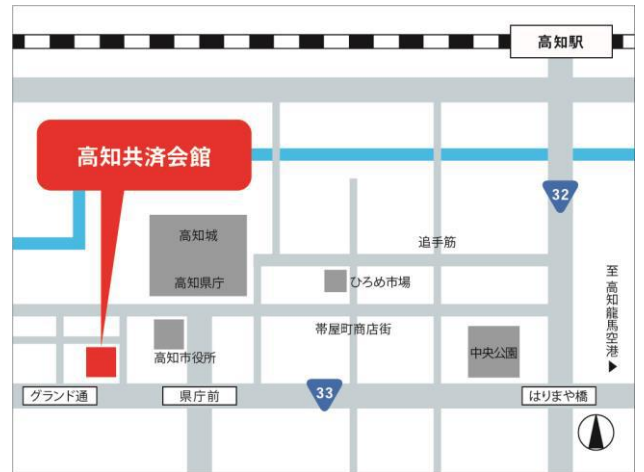 高知駅
高知共済会館
32
高知城
追手筋
高知県庁
ひろめ市場
至 高知龍馬空港
帯屋町商店街
高知市役所
中央公園
グランド通
県庁前
33
はりまや橋